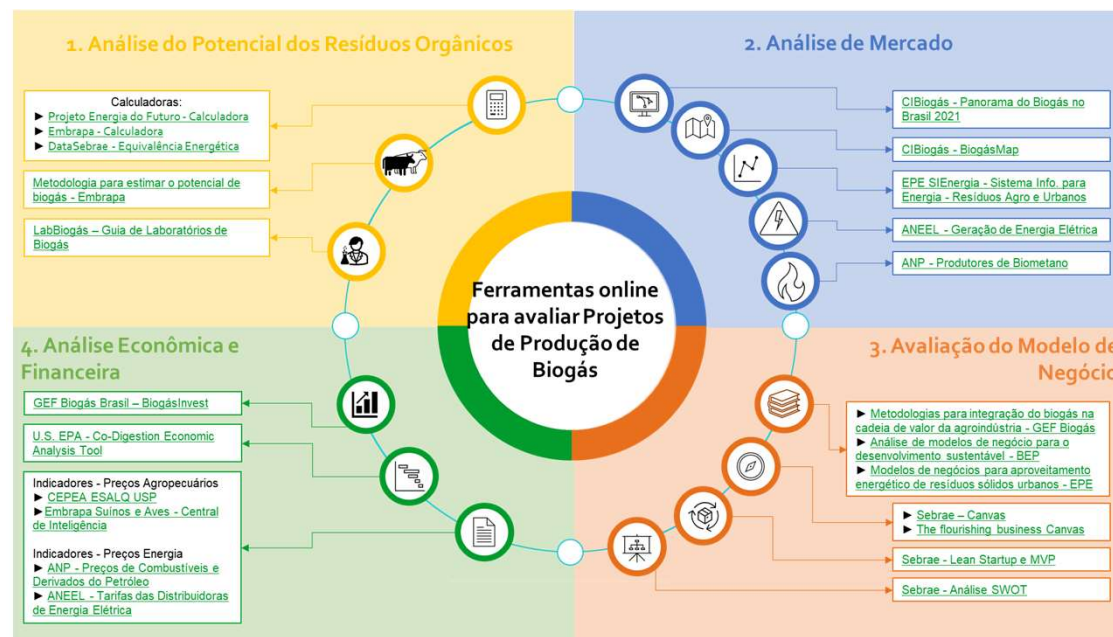 1. Análise do Potencial dos Resíduos Orgânicos
Calculadoras:
► Projeto Energia do Futuro - Calculadora
► Embrapa - Calculadora
► DataSebrae - Equivalência Energética
Metodologia para estimar o potencial de
biogás - Embrapa
LabBiogás – Guia de Laboratórios de
Biogás
2. Análise de Mercado
CIBiogás - Panorama do Biogás no
Brasil 2021
CIBiogás - BiogásMap
EPE SIEnergia - Sistema Info. para
Energia - Resíduos Agro e Urbanos
ANEEL - Geração de Energia Elétrica
ANP - Produtores de Biometano
Ferramentas online
para avaliar Projetos
de Produção de
Biogás
3. Avaliação do Modelo de
Negócio
► Metodologias para integração do biogás na
cadeia de valor da agroindústria - GEF Biogás
► Análise de modelos de negócio para o
desenvolvimento sustentável - BEP
► Modelos de negócios para aproveitamento
energético de resíduos sólidos urbanos - EPE
► Sebrae – Canvas
► The flourishing business Canvas
Sebrae - Lean Startup e MVP
Sebrae - Análise SWOT
4. Análise Econômica e
Financeira
GEF Biogás Brasil – BiogásInvest
U.S. EPA - Co-Digestion Economic
Analysis Tool
Indicadores - Preços Agropecuários
► CEPEA ESALQ USP
►Embrapa Suínos e Aves - Central
de Inteligência
Indicadores - Preços Energia
► ANP - Preços de Combustíveis e
Derivados do Petróleo
► ANEEL - Tarifas das Distribuidoras
de Energia Elétrica